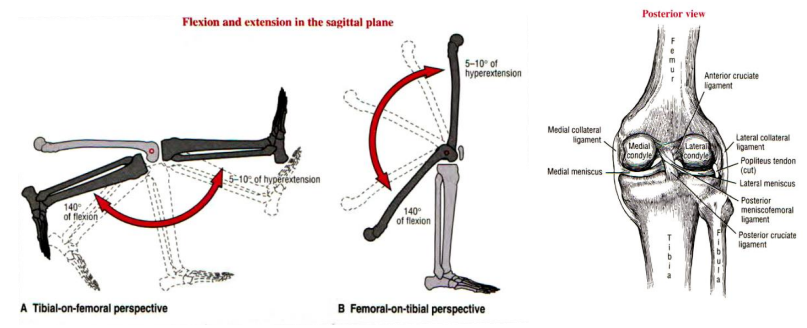 Flexion and extension in the sagittal plane
5–10° of
hyperextension
140°
of flexion
A Tibial-on-femoral perspective
5–10° of
hyperextension
140°
of flexion
B Femoral-on-tibial perspective
Posterior view
Femur
Anterior cruciate
ligament
Medial collateral
ligament
Medial
condyle
Lateral
condyle
Lateral collateral
ligament
Popliteus tendon
(cut)
Medial meniscus
Lateral meniscus
Posterior
meniscofemoral
ligament
Posterior cruciate
ligament
Tibia
Fibula